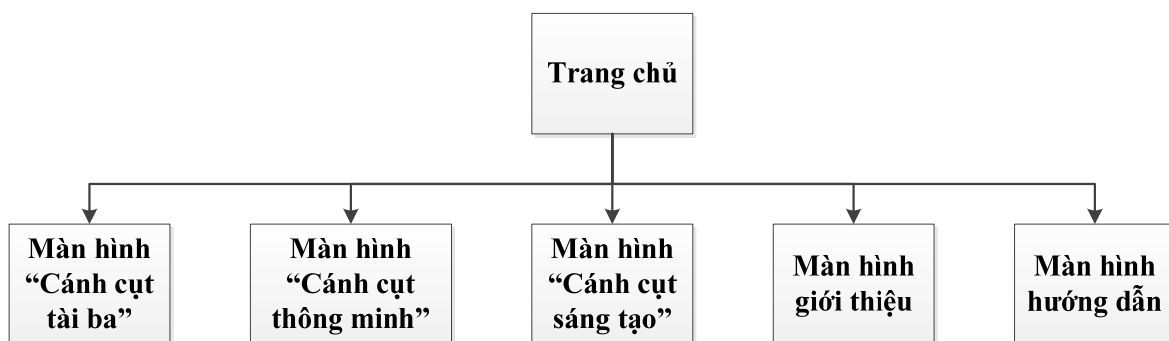 Trang chủ
Màn hình
“Cánh cụt
tài ba”
Màn hình
“Cánh cụt
thông minh”
Màn hình
“Cánh cụt
sáng tạo”
Màn hình
giới thiệu
Màn hình
hướng dẫn